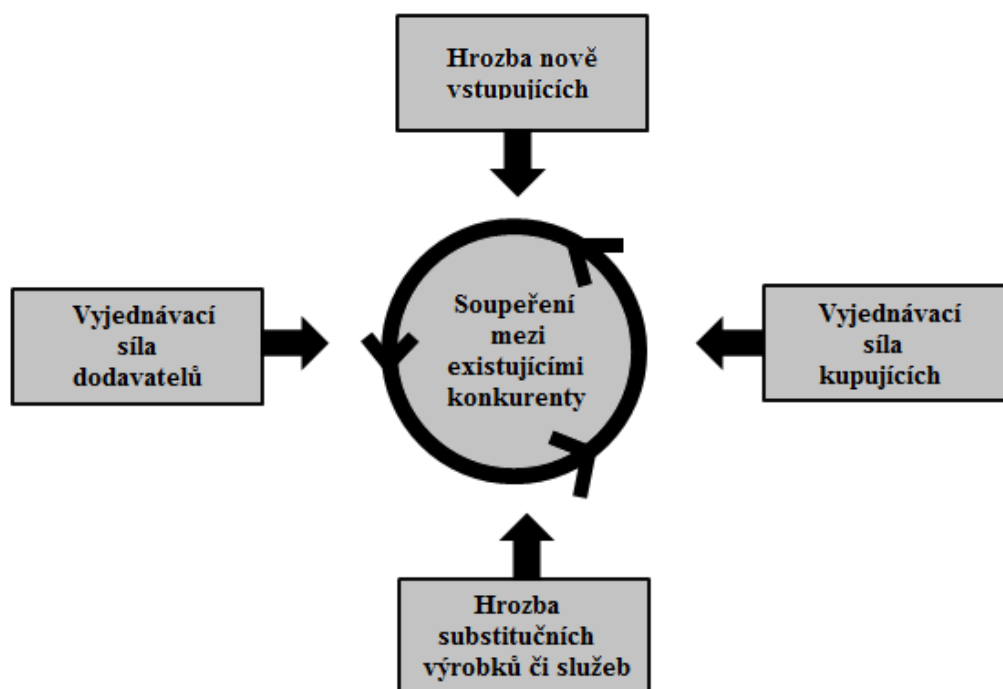 Hrozba nově
vstupujících
Vyjednávací
síla
dodavatelů
Soupeření
mezi
existujícími
konkurenty
Vyjednávací
síla
kupujících
Hrozba
substitučních
výrobků či služeb